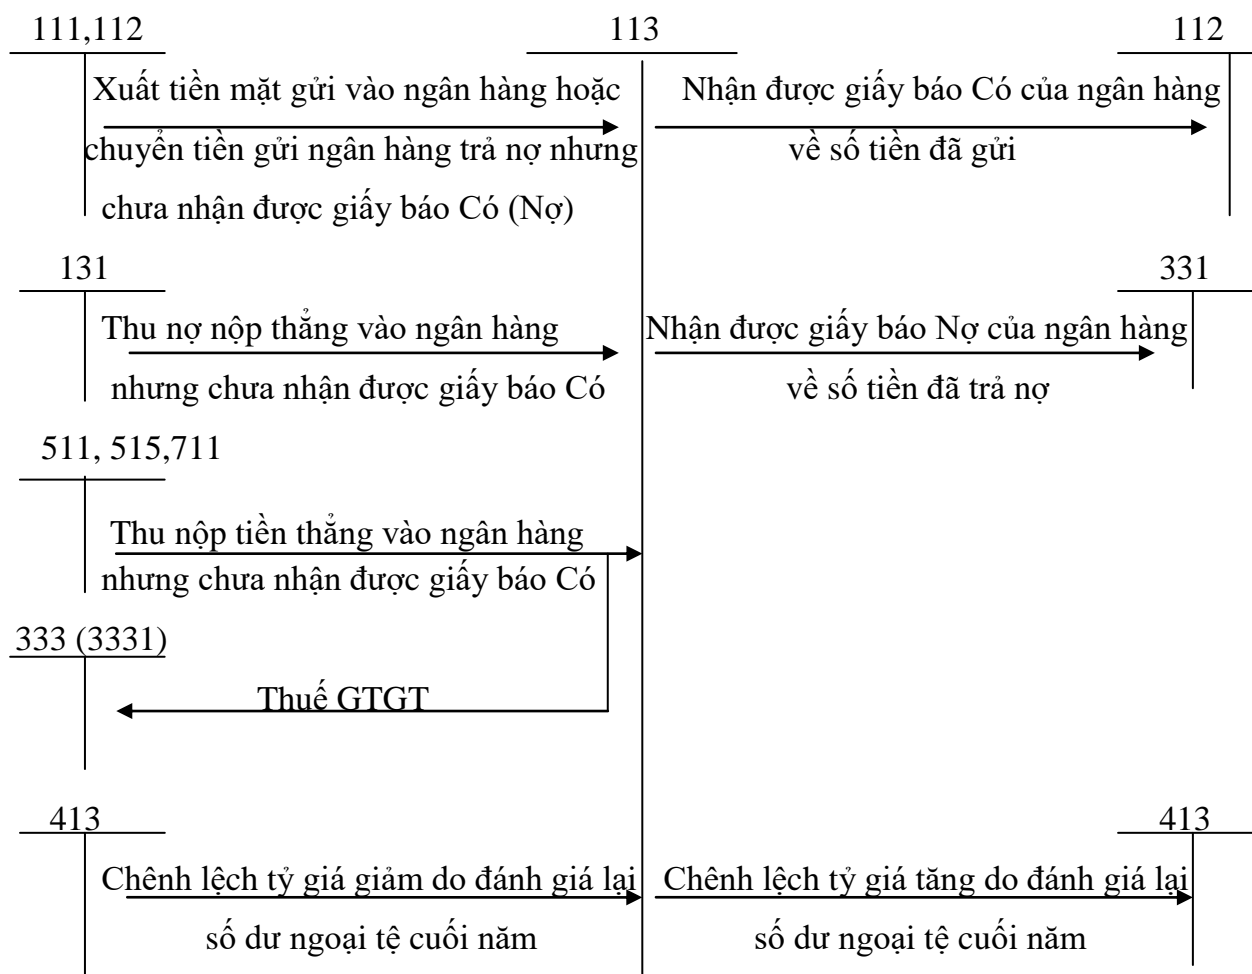 111,112 113 112
Xuất tiền mặt gửi vào ngân hàng hoặc
chuyển tiền gửi ngân hàng trả nợ nhưng
chưa nhận được giấy báo Có (Nợ)
Nhận được giấy báo Có của ngân hàng
về số tiền đã gửi
131 331
Thu nợ nộp thẳng vào ngân hàng
nhưng chưa nhận được giấy báo Có
Nhận được giấy báo Nợ của ngân hàng
về số tiền đã trả nợ
511, 515,711
Thu nộp tiền thẳng vào ngân hàng
nhưng chưa nhận được giấy báo Có
333 (3331)
Thuế GTGT
413 413
Chênh lệch tỷ giá giảm do đánh giá lại
số dư ngoại tệ cuối năm
Chênh lệch tỷ giá tăng do đánh giá lại
số dư ngoại tệ cuối năm